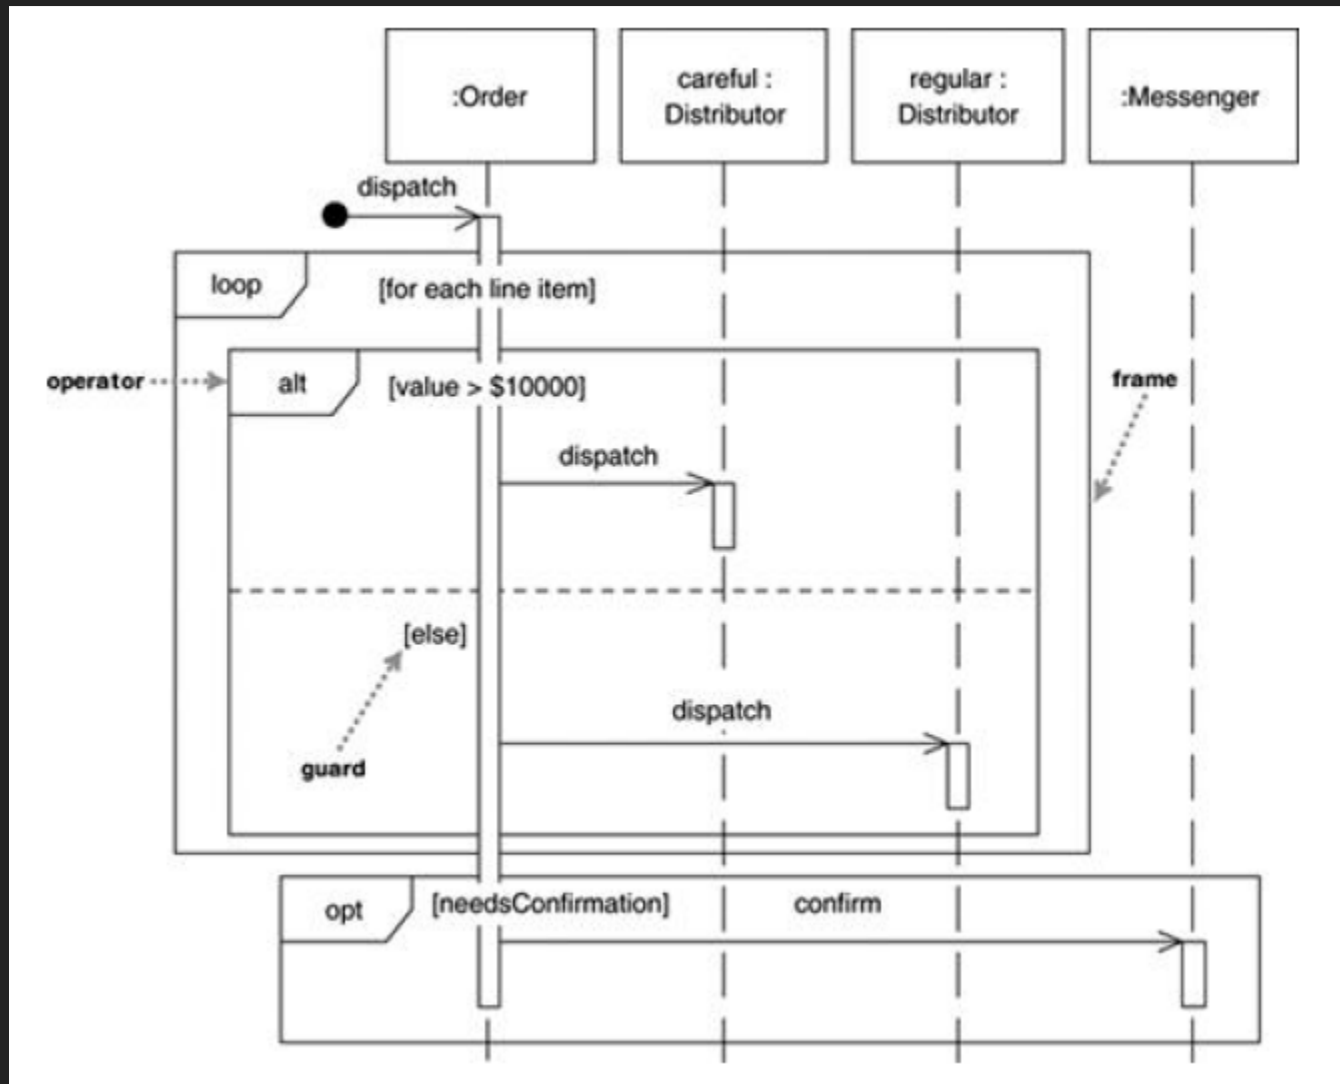 :Order
careful :
Distributor
regular :
Distributor
:Messenger
dispatch
loop
[for each line item]
operator
alt
[value > $10000]
frame
dispatch
[else]
dispatch
guard
opt
[needsConfirmation]
confirm